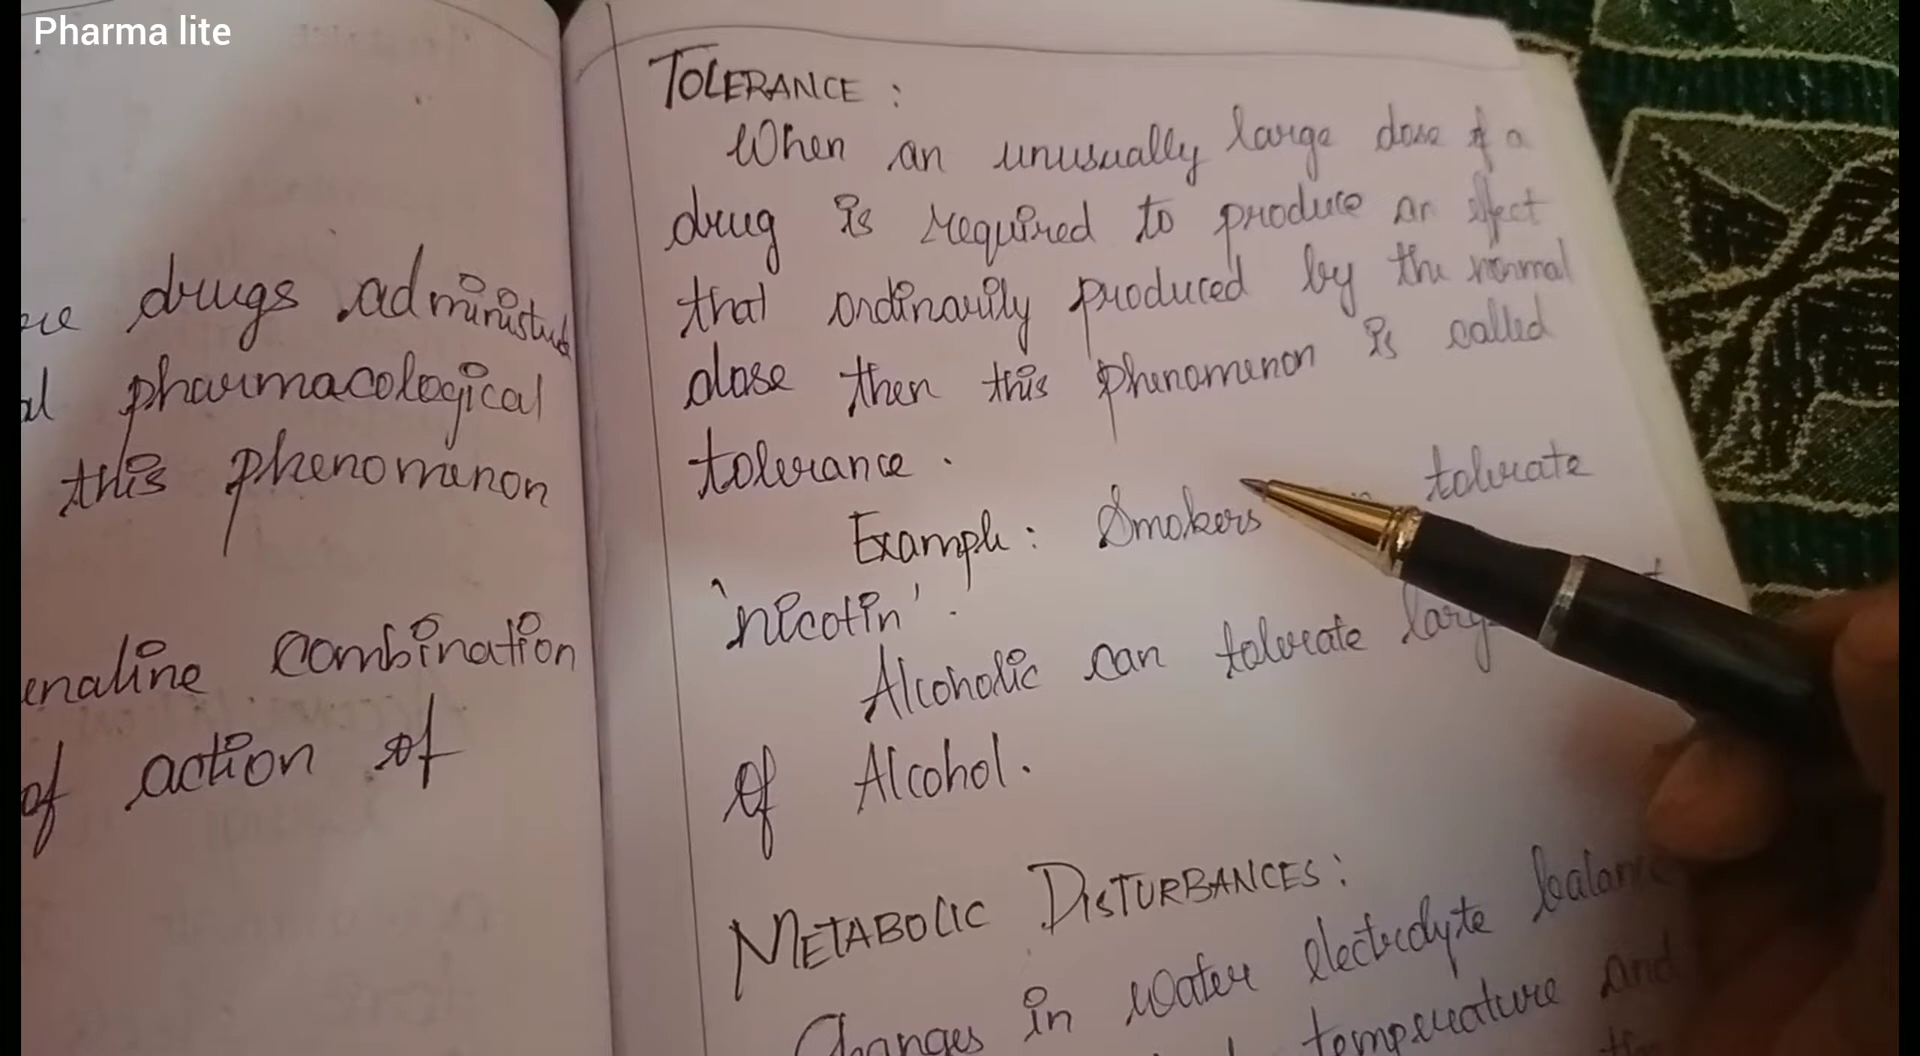 Pharma lite
drugs administ
pharmacological
this phenomenon
enaline combination
of action of
TOLERANCE :
When an unusually large dose of a
drug is required to produce an effect
that ordinarily produced by the normal
dose then this phenomenon is called
tolerance .
Example : Smokers tolerate
'nicotin' .
Alcoholic can tolerate larg
of Alcohol .
METABOLIC DISTURBANCES :
Changes in water electrolyte balance
temperature and